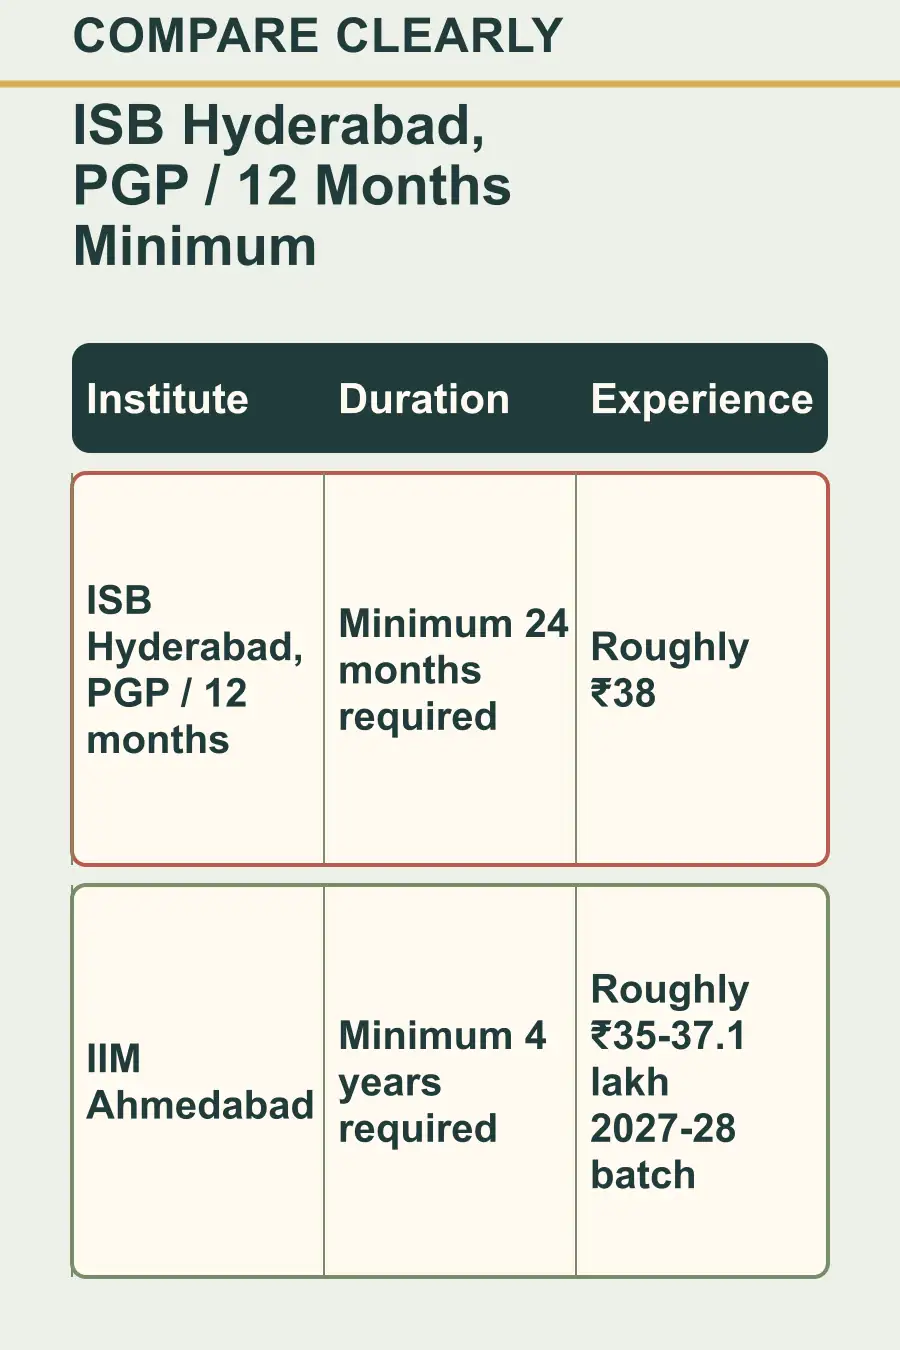 COMPARE CLEARLY
ISB Hyderabad,
PGP / 12 Months
Minimum
Institute Duration Experience
ISB
Hyderabad,
PGP / 12
months
Minimum 24
months
required
Roughly
₹38
IIM
Ahmedabad
Minimum 4
years
required
Roughly
₹35-37.1
lakh
2027-28
batch